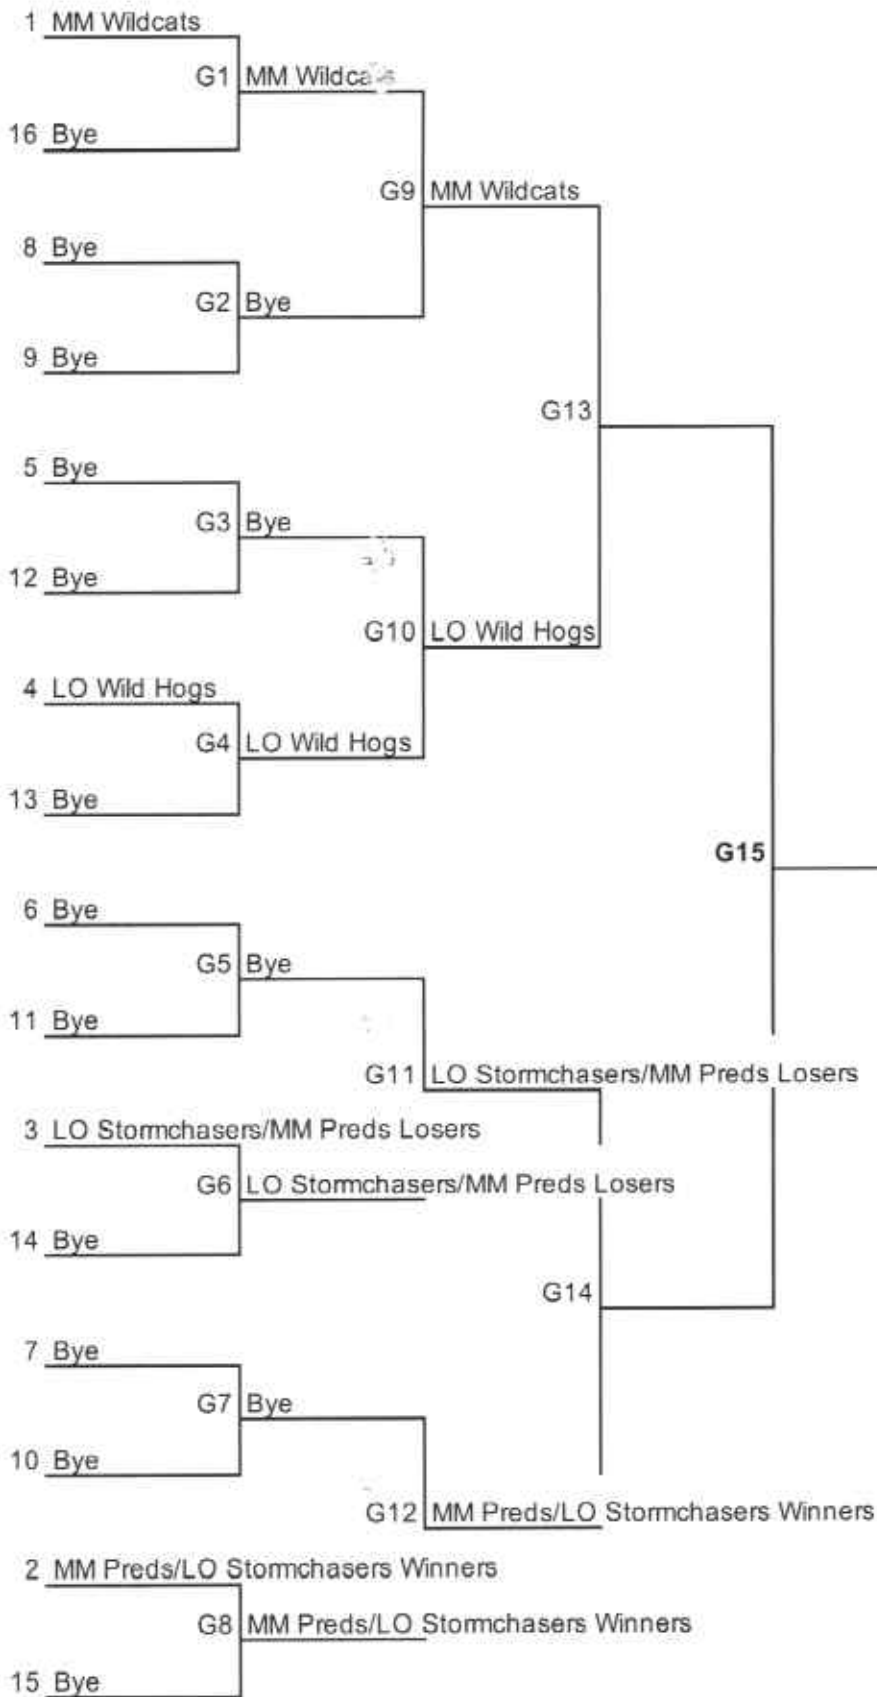 1 MM Wildcats
G1 MM Wildcats
16 Bye
G9 MM Wildcats
8 Bye
G2 Bye
9 Bye
G13
5 Bye
G3 Bye
12 Bye
G10 LO Wild Hogs
4 LO Wild Hogs
G4 LO Wild Hogs
13 Bye
G15
6 Bye
G5 Bye
11 Bye
G11 LO Stormchasers/MM Preds Losers
3 LO Stormchasers/MM Preds Losers
G6 LO Stormchasers/MM Preds Losers
14 Bye
G14
7 Bye
G7 Bye
10 Bye
G12 MM Preds/LO Stormchasers Winners
2 MM Preds/LO Stormchasers Winners
G8 MM Preds/LO Stormchasers Winners
15 Bye